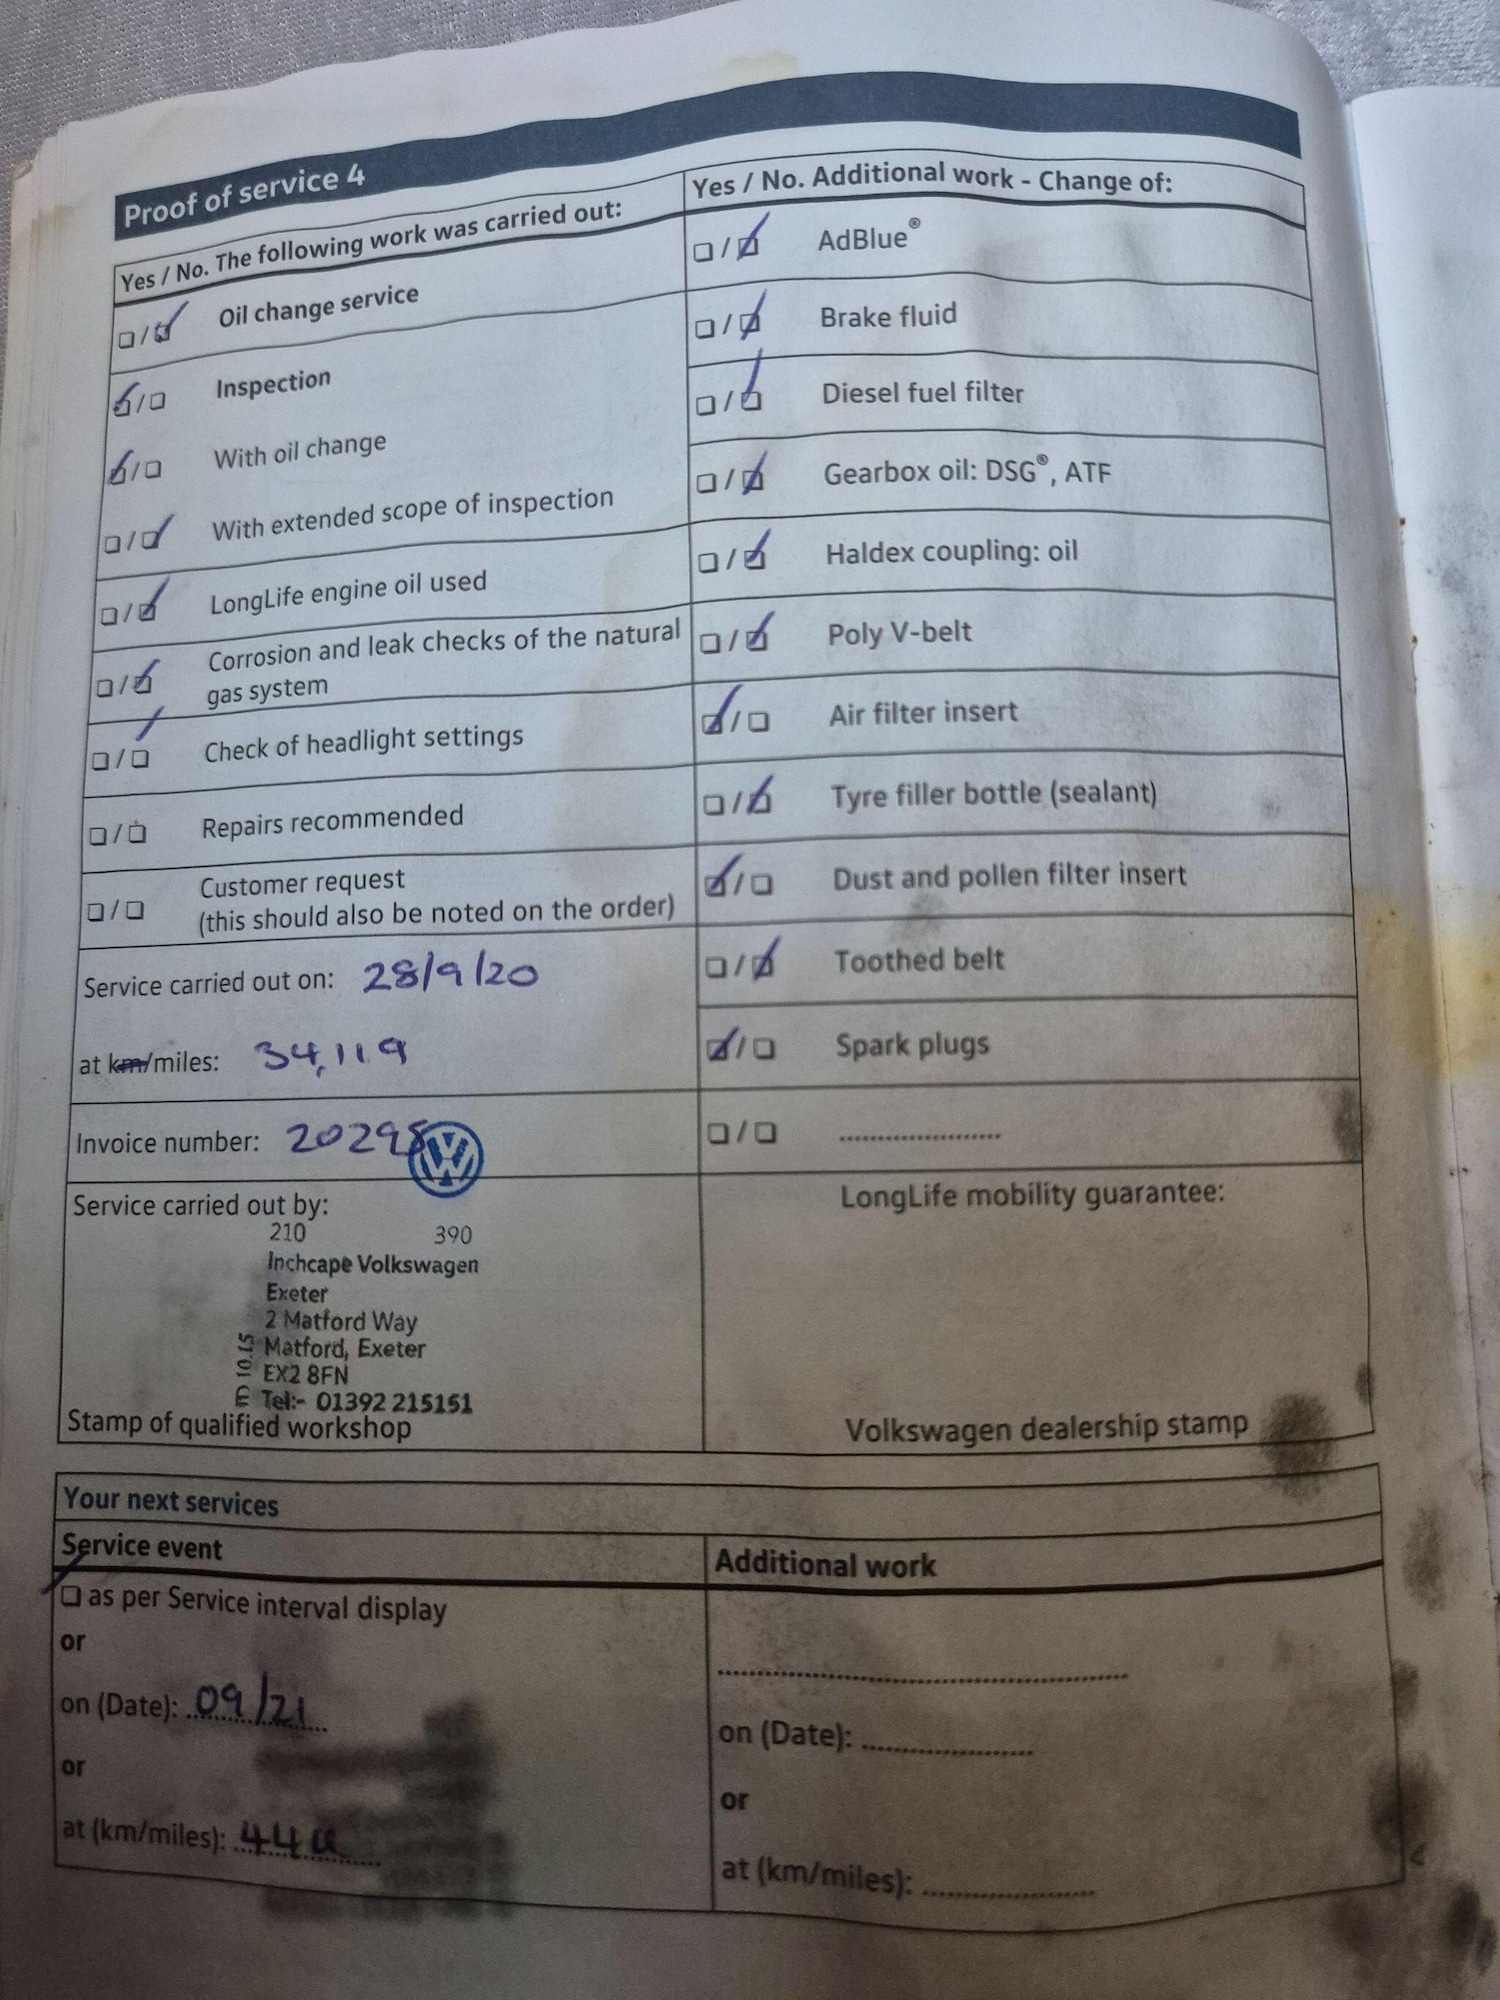 Proof of service 4
Yes / No. The following work was carried out:
Oil change service
Inspection
With oil change
With extended scope of inspection
LongLife engine oil used
Corrosion and leak checks of the natural
gas system
Check of headlight settings
Repairs recommended
Customer request
(this should also be noted on the order)
Service carried out on: 28/9/20
at km/miles: 34,119
Invoice number:
Service carried out by:
210 390
Inchcape Volkswagen
Exeter
2 Matford Way
Matford, Exeter
EX2 8FN
Tel:- 01392 215151
10.15
Stamp of qualified workshop
Yes / No. Additional work - Change of:
AdBlue®
Brake fluid
Diesel fuel filter
Gearbox oil: DSG®, ATF
Haldex coupling: oil
Poly V-belt
Air filter insert
Tyre filler bottle (sealant)
Dust and pollen filter insert
Toothed belt
Spark plugs
LongLife mobility guarantee:
Volkswagen dealership stamp
Your next services
Service event
as per Service interval display
or
on (Date): 09/21
or
at (km/miles):
Additional work
on (Date):
or
at (km/miles):